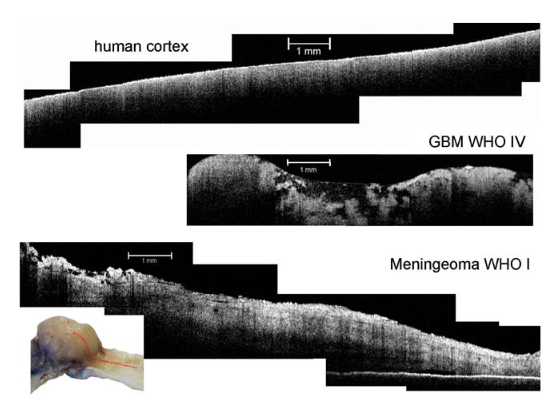 human cortex
1 mm
GBM WHO IV
1 mm
Meningeoma WHO I
1 mm